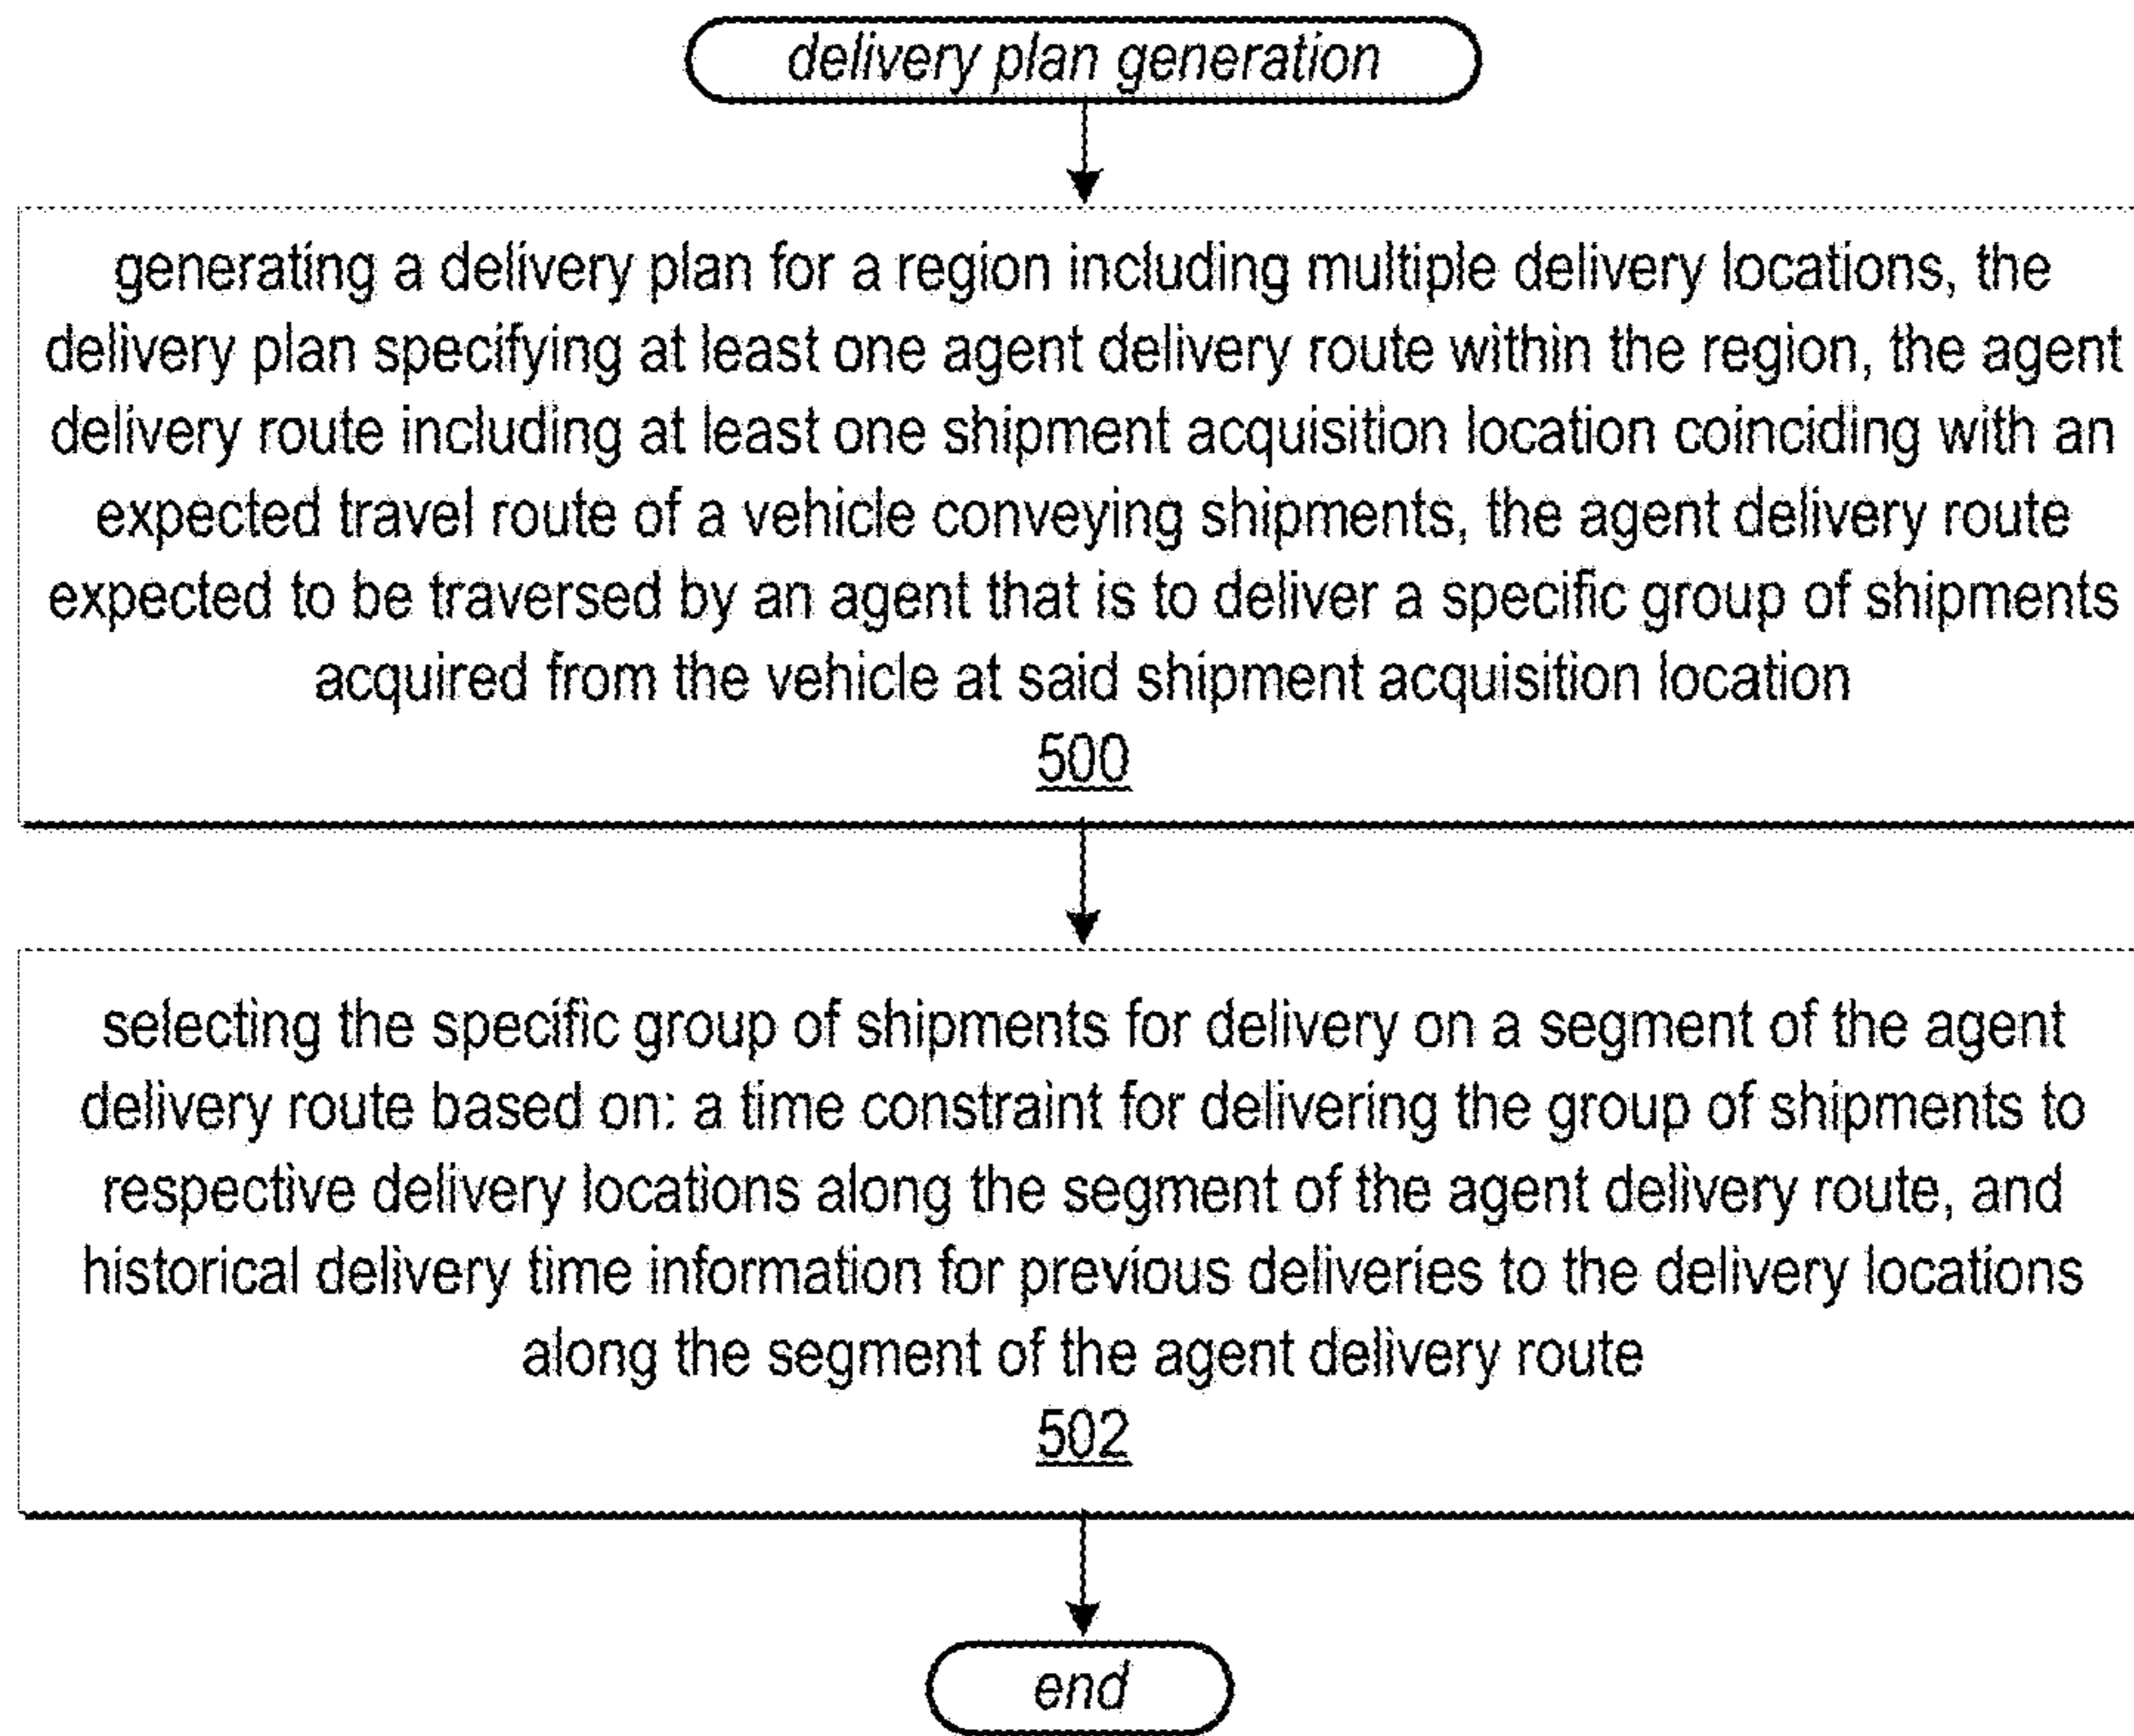 delivery plan generation
generating a delivery plan for a region including multiple delivery locations, the
delivery plan specifying at least one agent delivery route within the region, the agent
delivery route including at least one shipment acquisition location coinciding with an
expected travel route of a vehicle conveying shipments, the agent delivery route
expected to be traversed by an agent that is to deliver a specific group of shipments
acquired from the vehicle at said shipment acquisition location
500
selecting the specific group of shipments for delivery on a segment of the agent
delivery route based on: a time constraint for delivering the group of shipments to
respective delivery locations along the segment of the agent delivery route, and
historical delivery time information for previous deliveries to the delivery locations
along the segment of the agent delivery route
502
end